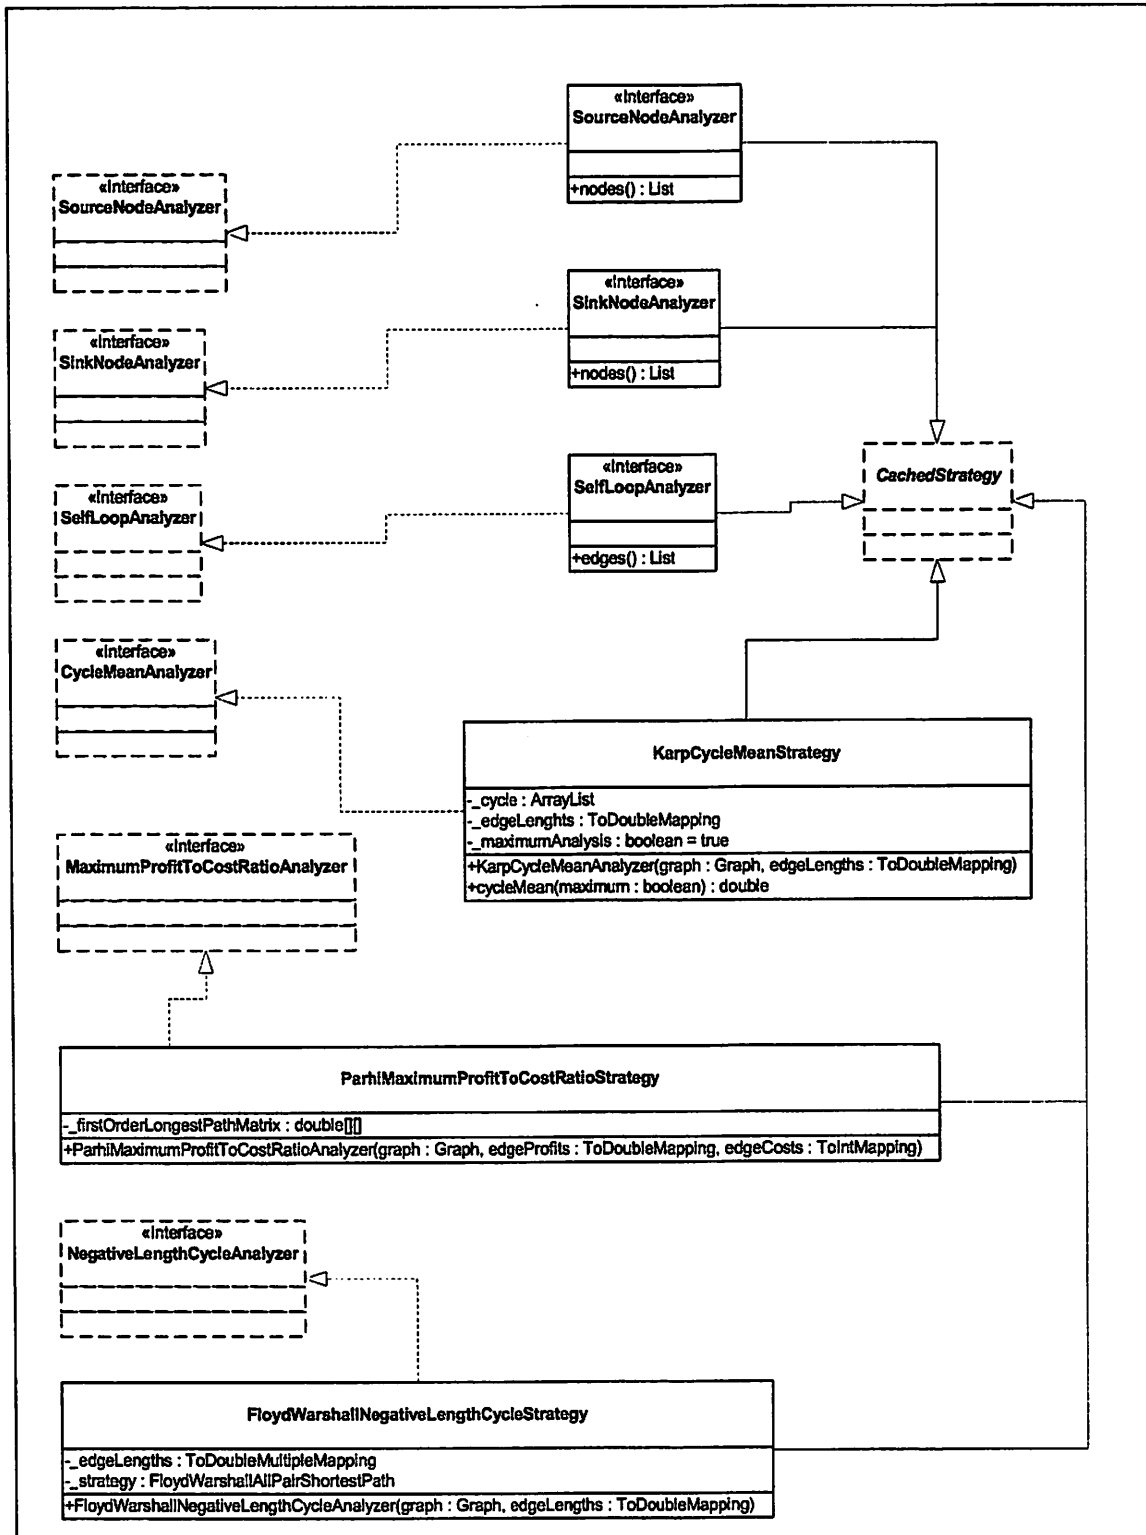 «Interface»
SourceNodeAnalyzer
+nodes() : List
«Interface»
SourceNodeAnalyzer
«Interface»
SinkNodeAnalyzer
+nodes() : List
«Interface»
SinkNodeAnalyzer
«Interface»
SelfLoopAnalyzer
+edges() : List
CachedStrategy
«Interface»
SelfLoopAnalyzer
«Interface»
CycleMeanAnalyzer
KarpCycleMeanStrategy
-_cycle : ArrayList
-_edgeLenghts : ToDoubleMapping
-_maximumAnalysis : boolean = true
+KarpCycleMeanAnalyzer(graph : Graph, edgeLengths : ToDoubleMapping)
+cycleMean(maximum : boolean) : double
«Interface»
MaximumProfitToCostRatioAnalyzer
ParhiMaximumProfitToCostRatioStrategy
-_firstOrderLongestPathMatrix : double[][]
+ParhiMaximumProfitToCostRatioAnalyzer(graph : Graph, edgeProfits : ToDoubleMapping, edgeCosts : ToIntMapping)
«Interface»
NegativeLengthCycleAnalyzer
FloydWarshallNegativeLengthCycleStrategy
-_edgeLengths : ToDoubleMultipleMapping
-_strategy : FloydWarshallAllPairShortestPath
+FloydWarshallNegativeLengthCycleAnalyzer(graph : Graph, edgeLengths : ToDoubleMapping)